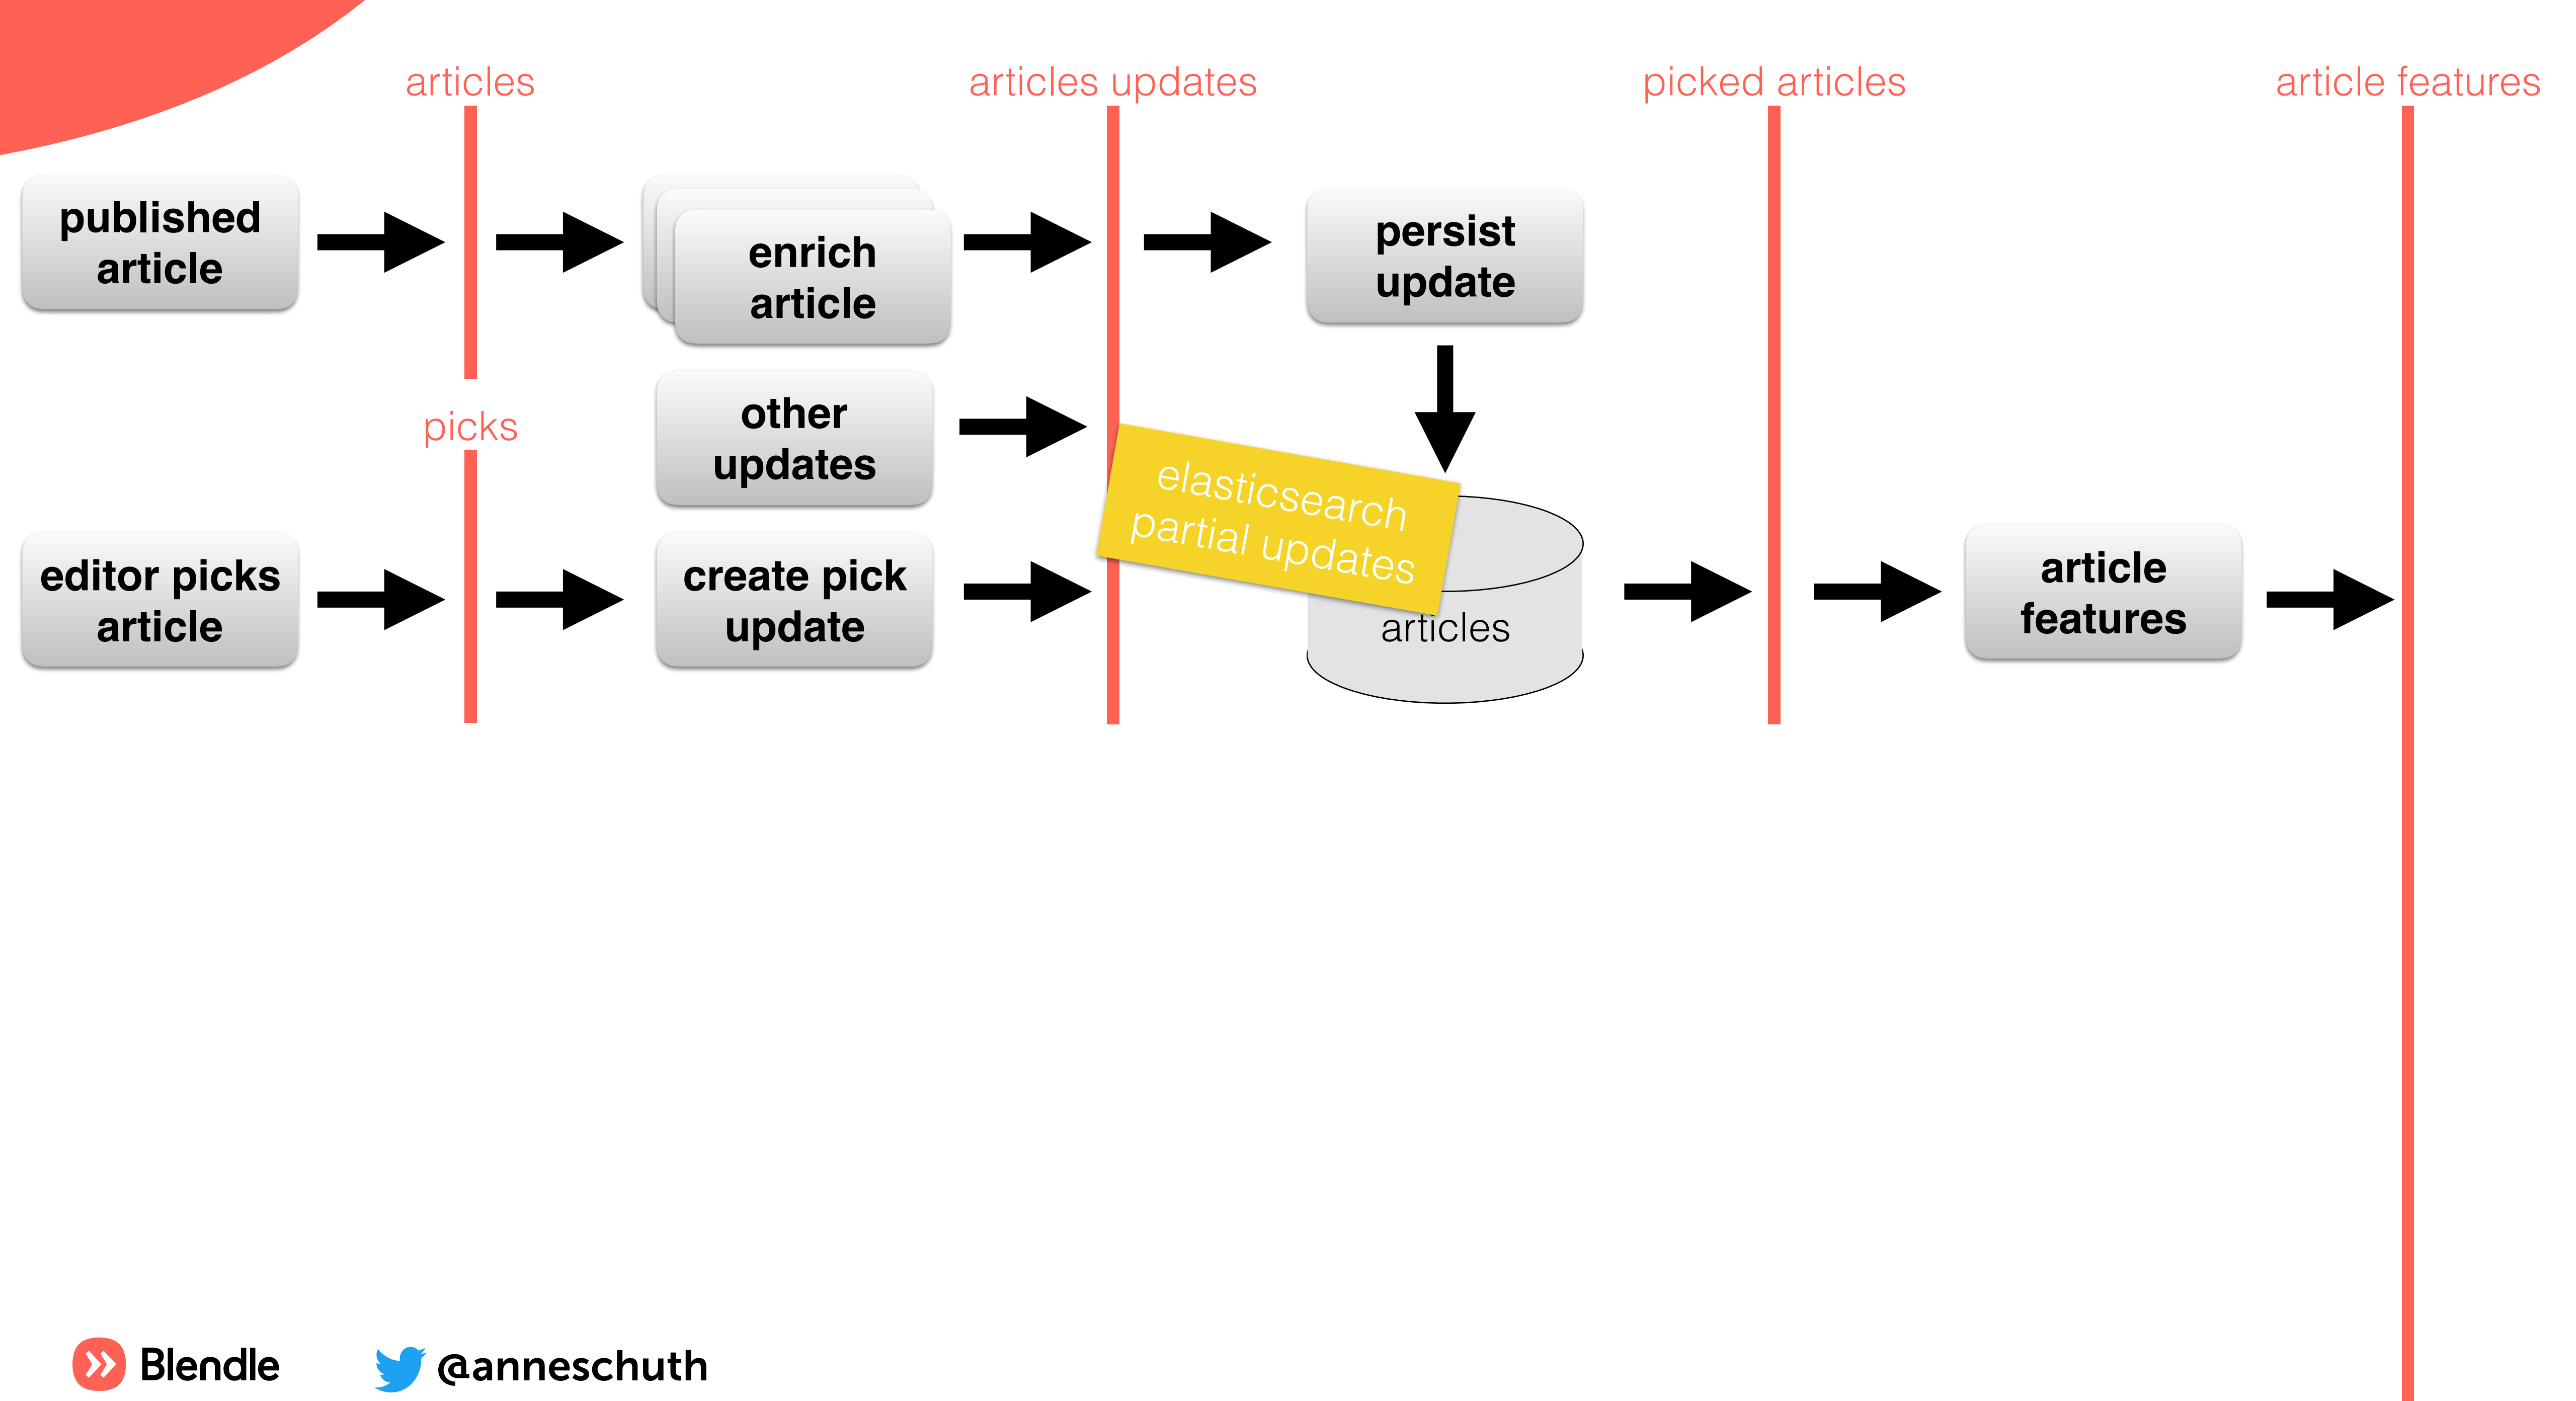 articles
articles updates
picked articles
article features
published
article
enrich
article
persist
update
picks
other
updates
elasticsearch
partial updates
editor picks
article
create pick
update
articles
article
features
Blendle
@anneschuth